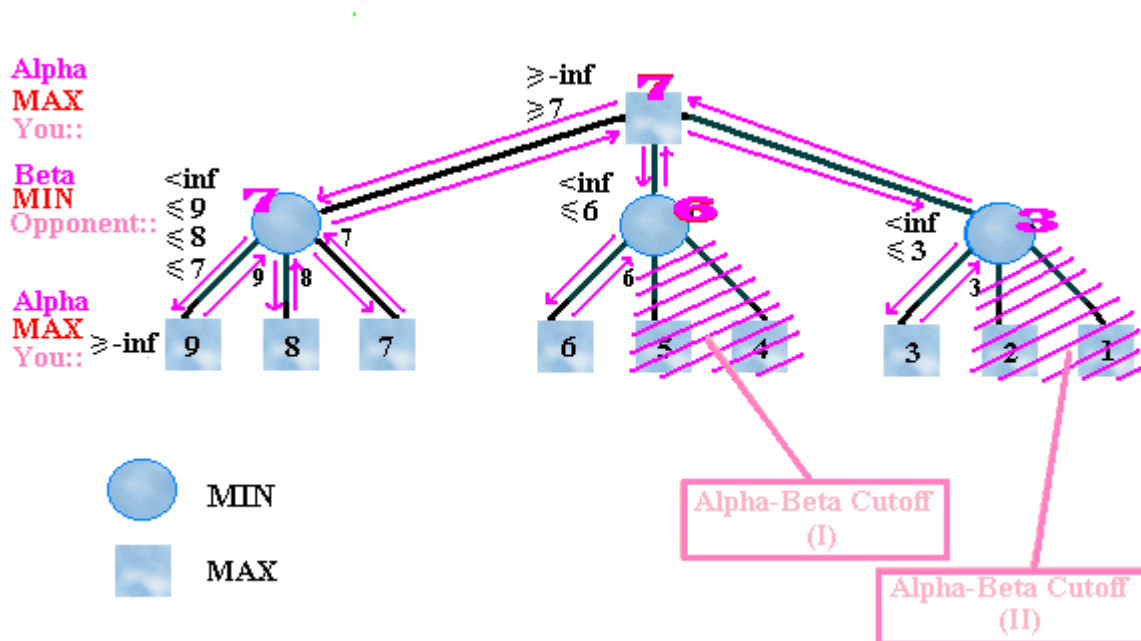 Alpha
MAX
You::
⩾-inf
⩾7
7
Beta
MIN
Opponent::
<inf
⩽9
⩽8
⩽7
7
7
9
8
<inf
⩽6
6
6
<inf
⩽3
3
3
Alpha
MAX
You::
⩾-inf
9
8
7
6
5
4
3
2
1
MIN
MAX
Alpha-Beta Cutoff
(I)
Alpha-Beta Cutoff
(II)